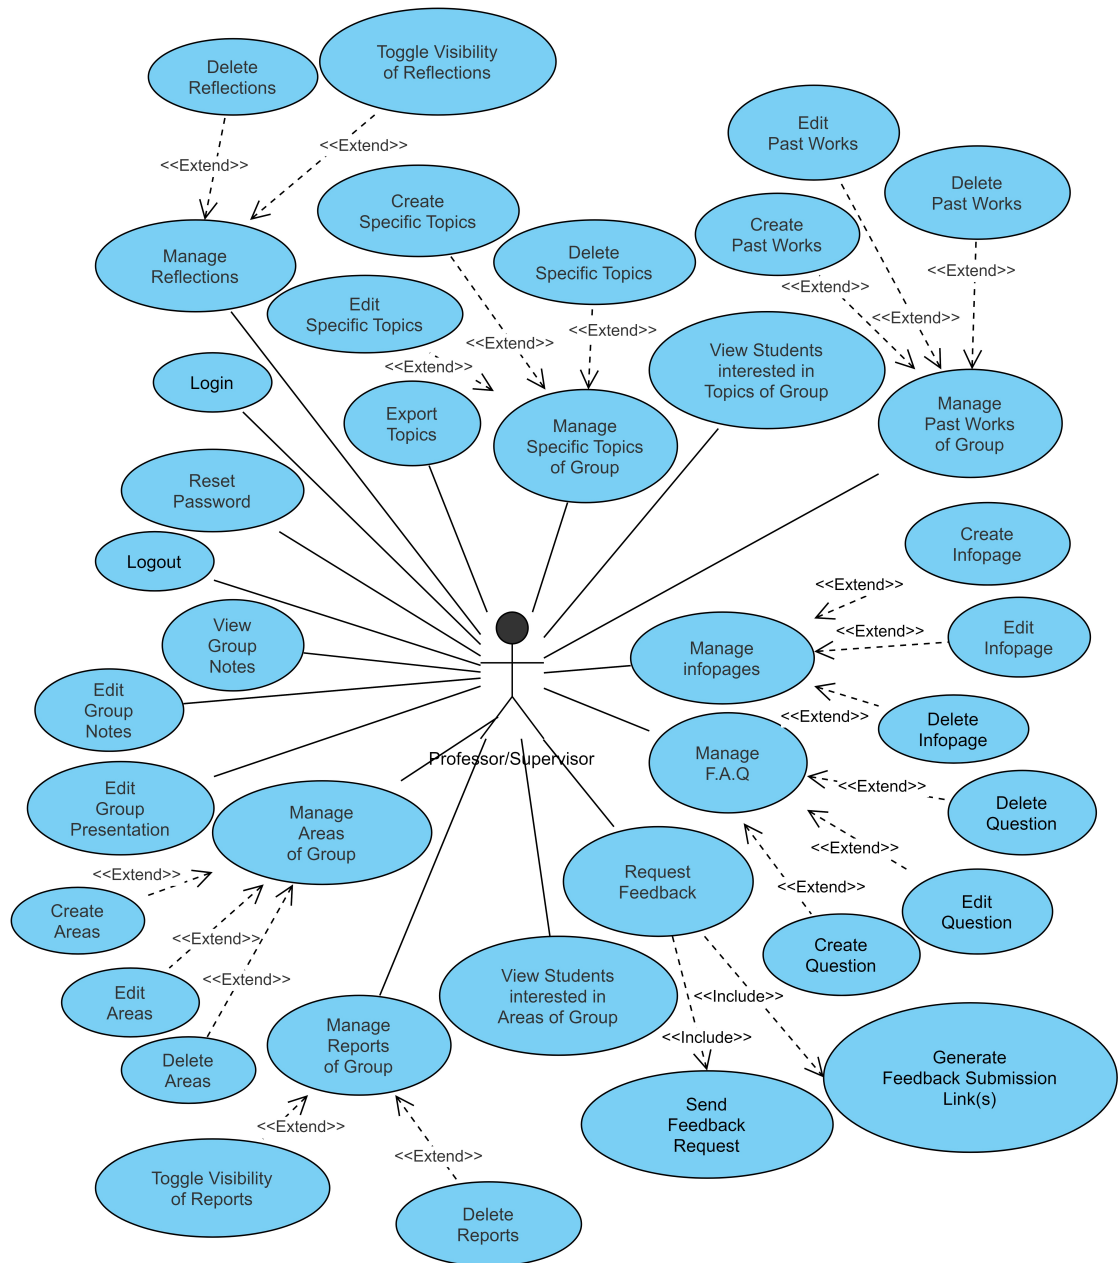 Toggle Visibility
of Reflections
Delete
Reflections
Edit
Past Works
<<Extend>>
<<Extend>>
Create
Specific Topics
Delete
Past Works
Create
Past Works
Manage
Reflections
Delete
Specific Topics
<<Extend>>
<<Extend>>
Edit
Specific Topics
<<Extend>>
<<Extend>>
<<Extend>>
<<Extend>>
View Students
interested in
Topics of Group
Login
Export
Topics
Manage
Specific Topics
of Group
Manage
Past Works
of Group
Reset
Password
Logout
Create
Infopage
<<Extend>>
View
Group
Notes
<<Extend>>
Edit
Infopage
Manage
infopages
Edit
Group
Notes
<<Extend>>
Delete
Infopage
Professor/Supervisor
Manage
F.A.Q
Edit
Group
Presentation
Manage
Areas
of Group
<<Extend>>
Delete
Question
<<Extend>>
Request
Feedback
<<Extend>>
<<Extend>>
Create
Areas
Edit
Question
<<Extend>>
Create
Question
<<Extend>>
View Students
interested in
Areas of Group
<<Include>>
Edit
Areas
Manage
Reports
of Group
<<Include>>
Delete
Areas
Generate
Feedback Submission
Link(s)
Send
Feedback
Request
<<Extend>>
<<Extend>>
Toggle Visibility
of Reports
Delete
Reports